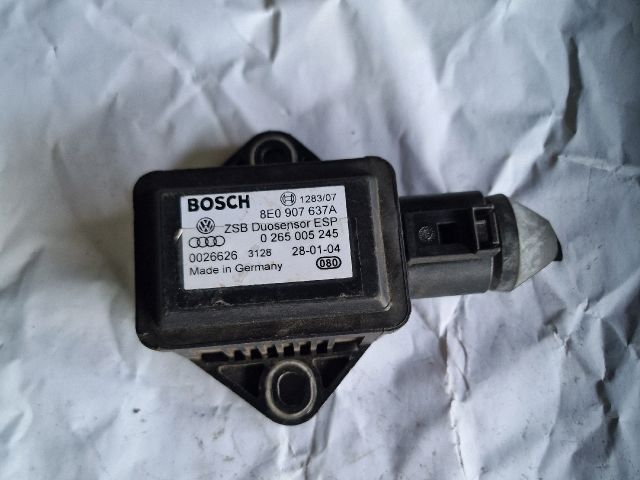 BOSCH 1283/07
8E0 907 637A
ZSB Duosensor ESP
0 265 005 245
0026626 3128 28-01-04
Made in Germany 080